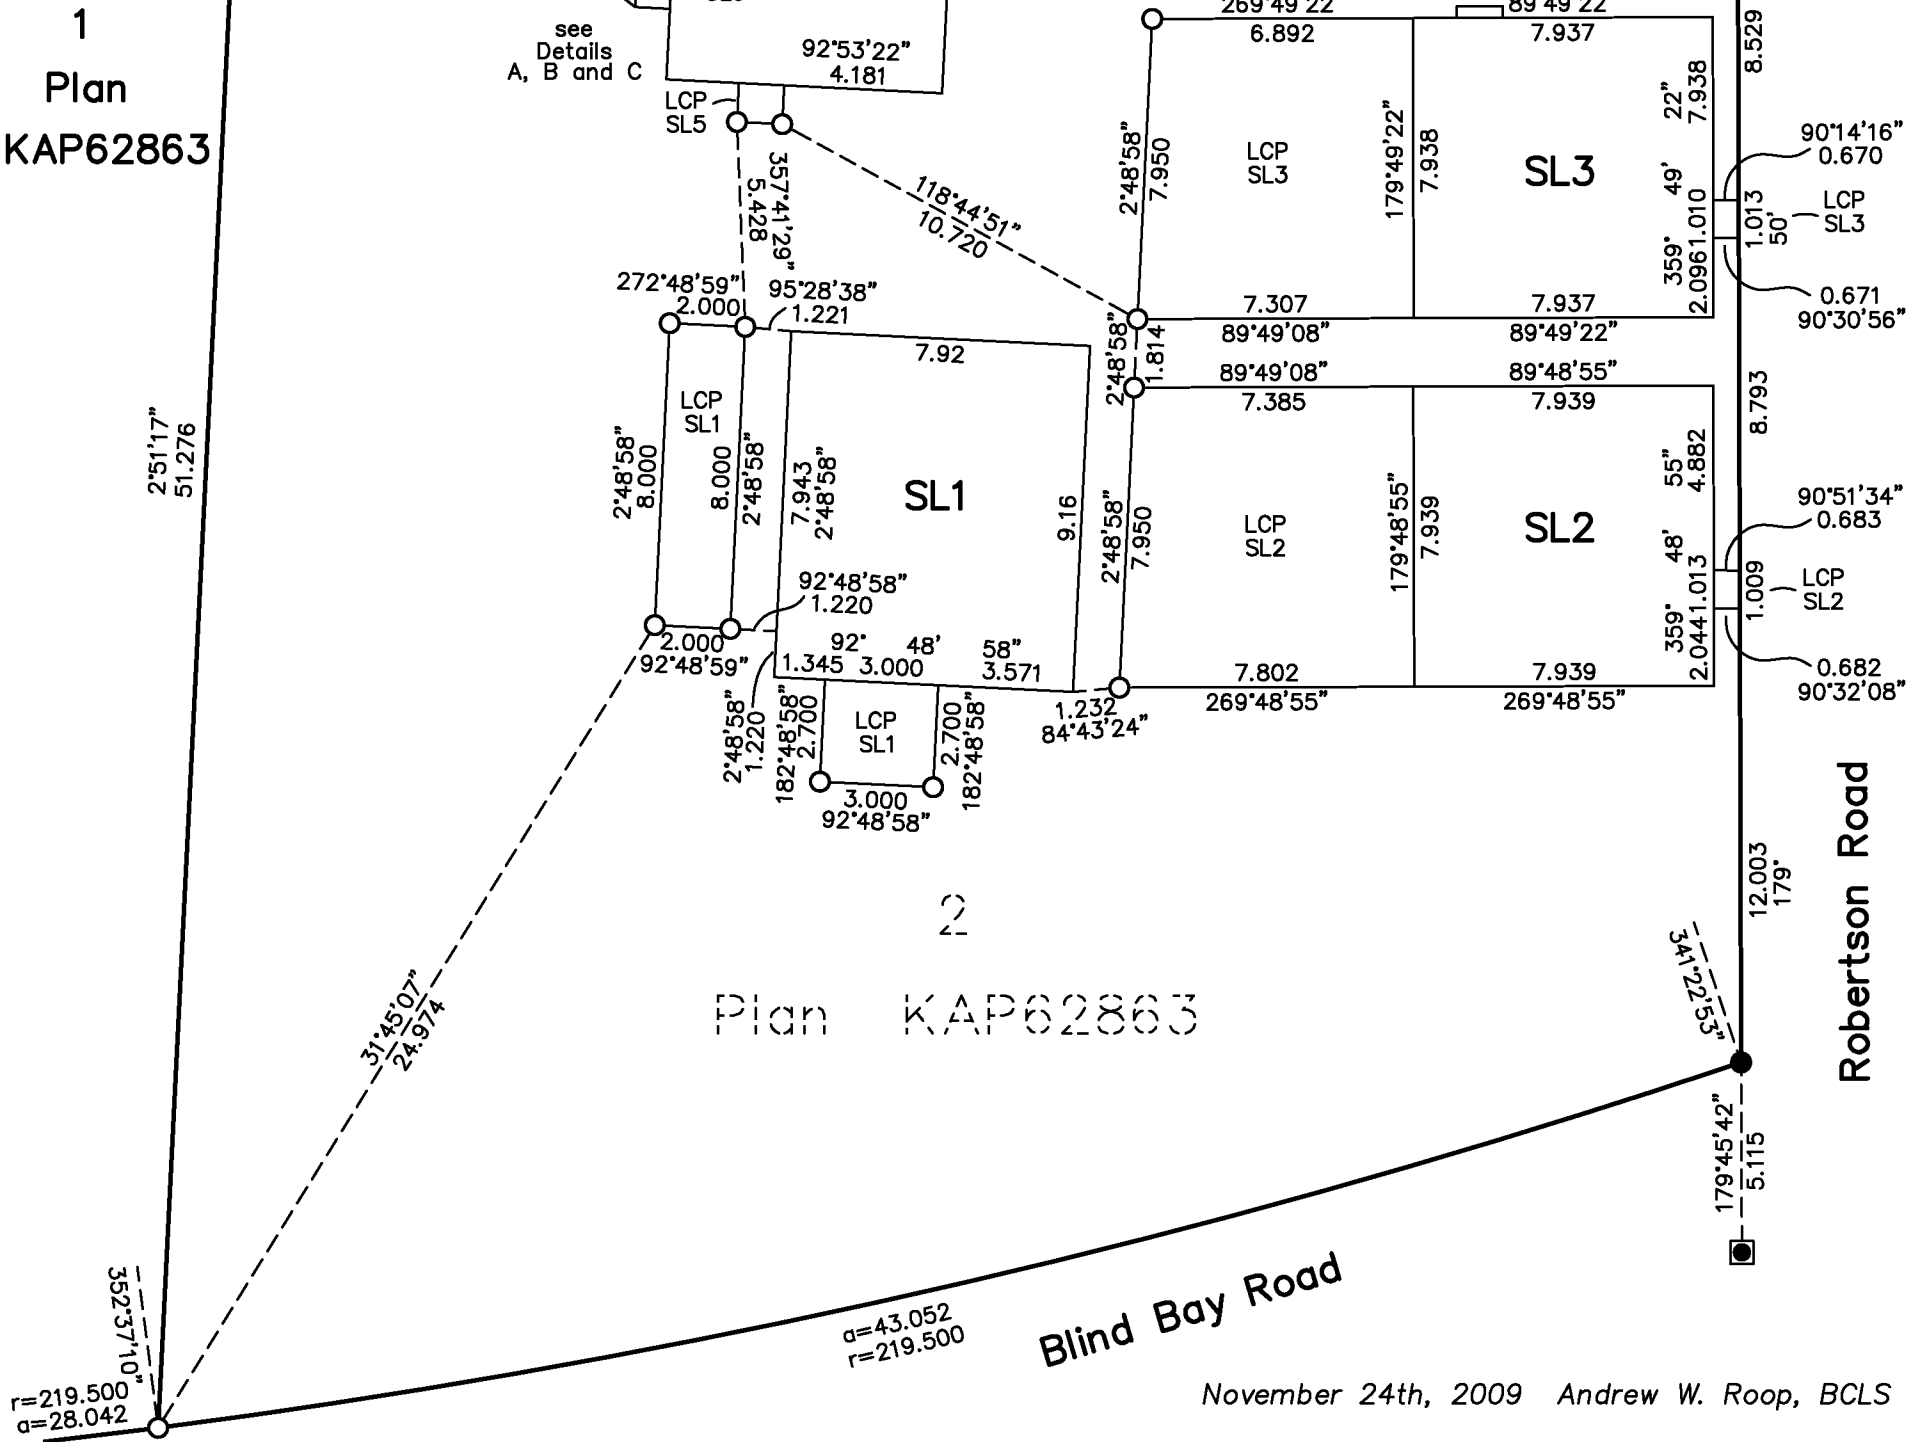 1
Plan
KAP62863
see
Details
A, B and C
92°53'22"
4.181
LCP
SL5
357°41'29"
5.428
118°44'51"
10.720
269°49'22"
6.892
89°49'22"
7.937
2°48'58"
7.950
LCP
SL3
179°49'22"
7.938
SL3
22"
7.938
49'
1.010
359°
2.096
8.529
90°14'16"
0.670
1.013
50'
LCP
SL3
0.671
90°30'56"
7.307
89°49'08"
7.937
89°49'22"
272°48'59"
2.000
95°28'38"
1.221
7.92
2°48'58"
1.814
89°49'08"
7.385
89°48'55"
7.939
8.793
2°51'17"
51.276
2°48'58"
8.000
LCP
SL1
8.000
2°48'58"
7.943
2°48'58"
SL1
9.16
2°48'58"
7.950
LCP
SL2
179°48'55"
7.939
SL2
55"
4.882
48'
1.013
359°
2.044
90°51'34"
0.683
1.009
LCP
SL2
0.682
90°32'08"
92°48'58"
1.220
2.000
92°48'59"
92° 48' 58"
1.345 3.000 3.571
7.802
269°48'55"
7.939
269°48'55"
2°48'58"
1.220
182°48'58"
2.700
LCP
SL1
2.700
182°48'58"
1.232
84°43'24"
3.000
92°48'58"
12.003
179°
Robertson Road
2
Plan KAP62863
31°45'07"
24.974
341°22'53"
179°45'42"
5.115
352°37'10"
r=219.500
a=28.042
a=43.052
r=219.500
Blind Bay Road
November 24th, 2009 Andrew W. Roop, BCLS